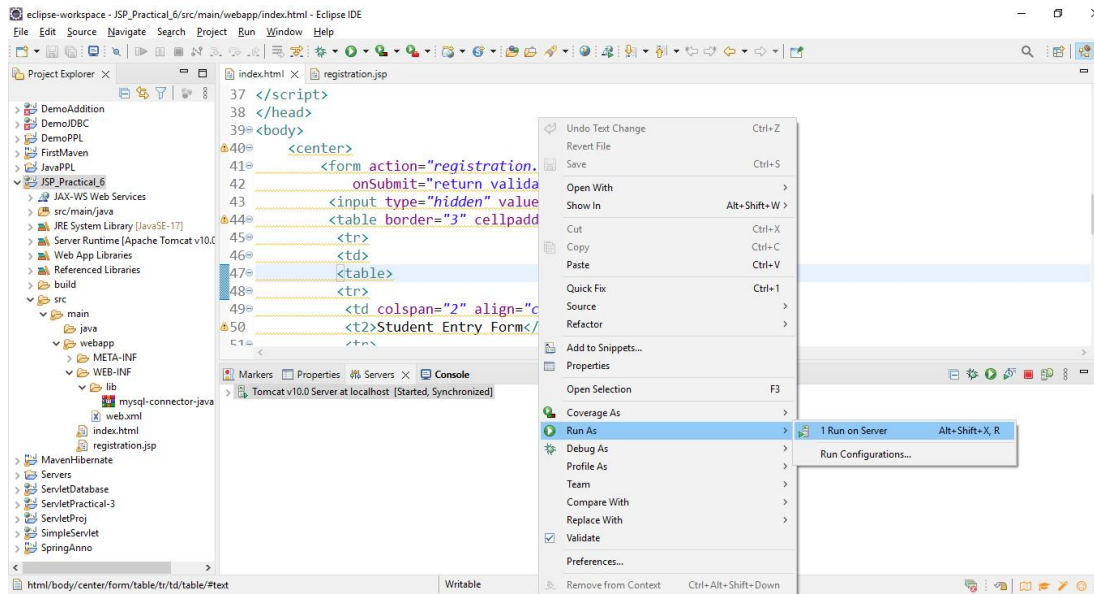 eclipse-workspace - JSP_Practical_6/src/main/webapp/index.html - Eclipse IDE
File Edit Source Navigate Search Project Run Window Help
Project Explorer
DemoAddition
DemoJDBC
DemoPPL
FirstMaven
JavaPPL
JSP_Practical_6
JAX-WS Web Services
src/main/java
JRE System Library [JavaSE-17]
Server Runtime [Apache Tomcat v10.0
Web App Libraries
Referenced Libraries
build
src
main
java
webapp
META-INF
WEB-INF
lib
mysql-connector-java
web.xml
index.html
registration.jsp
MavenHibernate
Servers
ServletDatabase
ServletPractical-3
ServletProj
SimpleServlet
SpringAnno
index.html registration.jsp
37 </script>
38 </head>
39 <body>
40 <center>
41 <form action="registration.
42 onSubmit="return valida
43 <input type="hidden" value
44 <table border="3" cellpadd
45 <tr>
46 <td>
47 <table>
48 <tr>
49 <td colspan="2" align="c
50 <t2>Student Entry Form</
51 <tr>
Markers Properties Servers Console
Tomcat v10.0 Server at localhost [Started, Synchronized]
Undo Text Change Ctrl+Z
Revert File
Save Ctrl+S
Open With >
Show In Alt+Shift+W >
Cut Ctrl+X
Copy Ctrl+C
Paste Ctrl+V
Quick Fix Ctrl+1
Source >
Refactor >
Add to Snippets...
Properties
Open Selection F3
Coverage As >
Run As >
Debug As >
Profile As >
Team >
Compare With >
Replace With >
Validate
Preferences...
Remove from Context Ctrl+Alt+Shift+Down
1 Run on Server Alt+Shift+X, R
Run Configurations...
html/body/center/form/table/tr/td/table/#text Writable